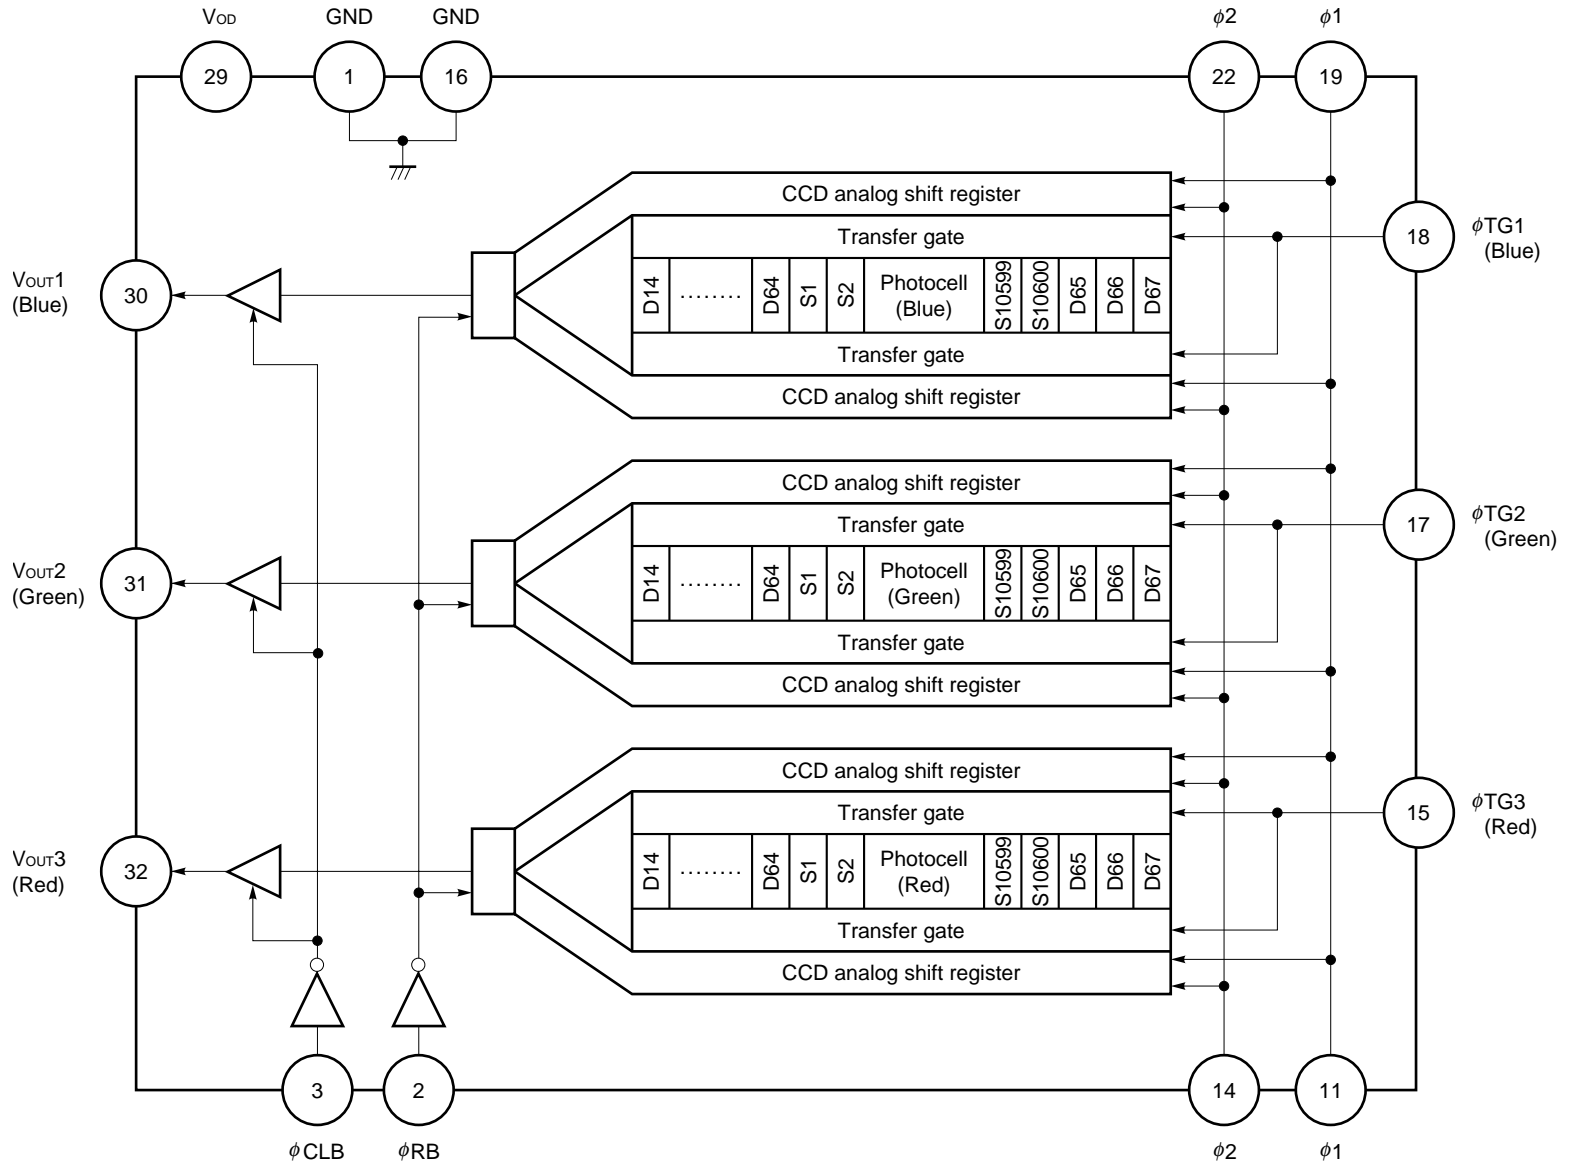 VOD
GND
GND
ϕ2
ϕ1
29
1
16
22
19
CCD analog shift register
Transfer gate
18
ϕTG1
(Blue)
VOUT1
(Blue)
30
D14
........
D64
S1
S2
Photocell
(Blue)
S10599
S10600
D65
D66
D67
Transfer gate
CCD analog shift register
CCD analog shift register
Transfer gate
17
ϕTG2
(Green)
VOUT2
(Green)
31
D14
........
D64
S1
S2
Photocell
(Green)
S10599
S10600
D65
D66
D67
Transfer gate
CCD analog shift register
CCD analog shift register
Transfer gate
15
ϕTG3
(Red)
VOUT3
(Red)
32
D14
........
D64
S1
S2
Photocell
(Red)
S10599
S10600
D65
D66
D67
Transfer gate
CCD analog shift register
3
2
14
11
ϕCLB
ϕRB
ϕ2
ϕ1